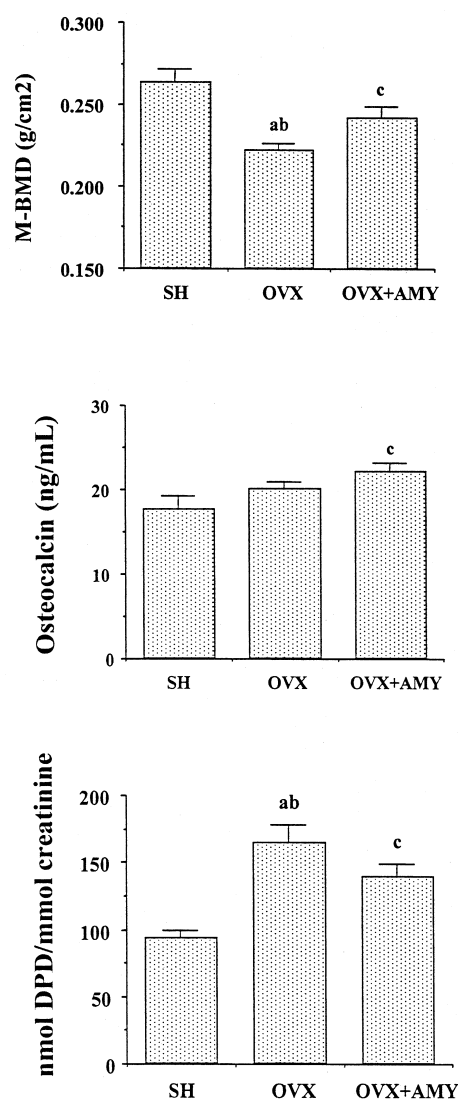 0.300
0.250
0.200
0.150
M-BMD (g/cm2)
ab
c
SH OVX OVX+AMY
30
20
10
0
Osteocalcin (ng/mL)
c
SH OVX OVX+AMY
200
150
100
50
0
nmol DPD/mmol creatinine
ab
c
SH OVX OVX+AMY